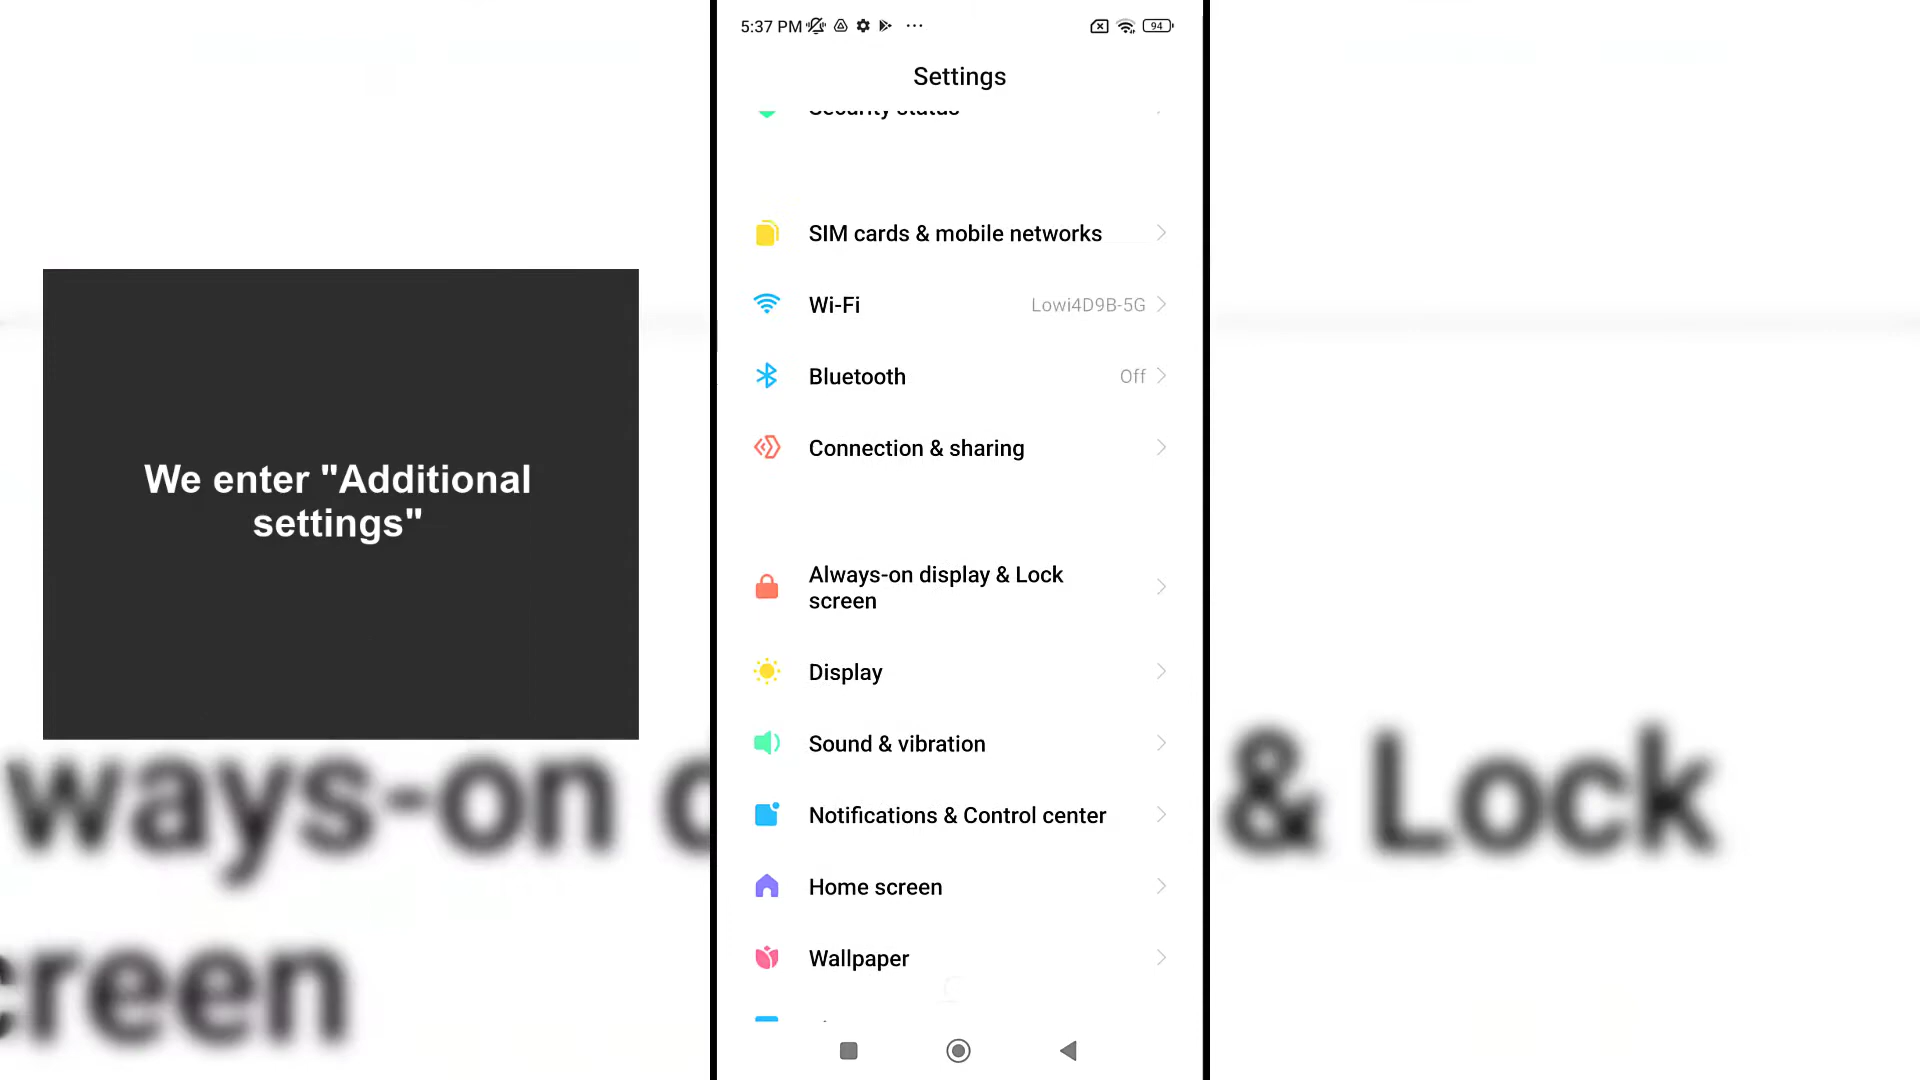 5:37 PM
94
Settings
Security status
SIM cards & mobile networks
Wi-Fi
Lowi4D9B-5G
Bluetooth
Off
Connection & sharing
Always-on display & Lock
screen
Display
Sound & vibration
Notifications & Control center
Home screen
Wallpaper
We enter "Additional
settings"
ways-on
& Lock
creen